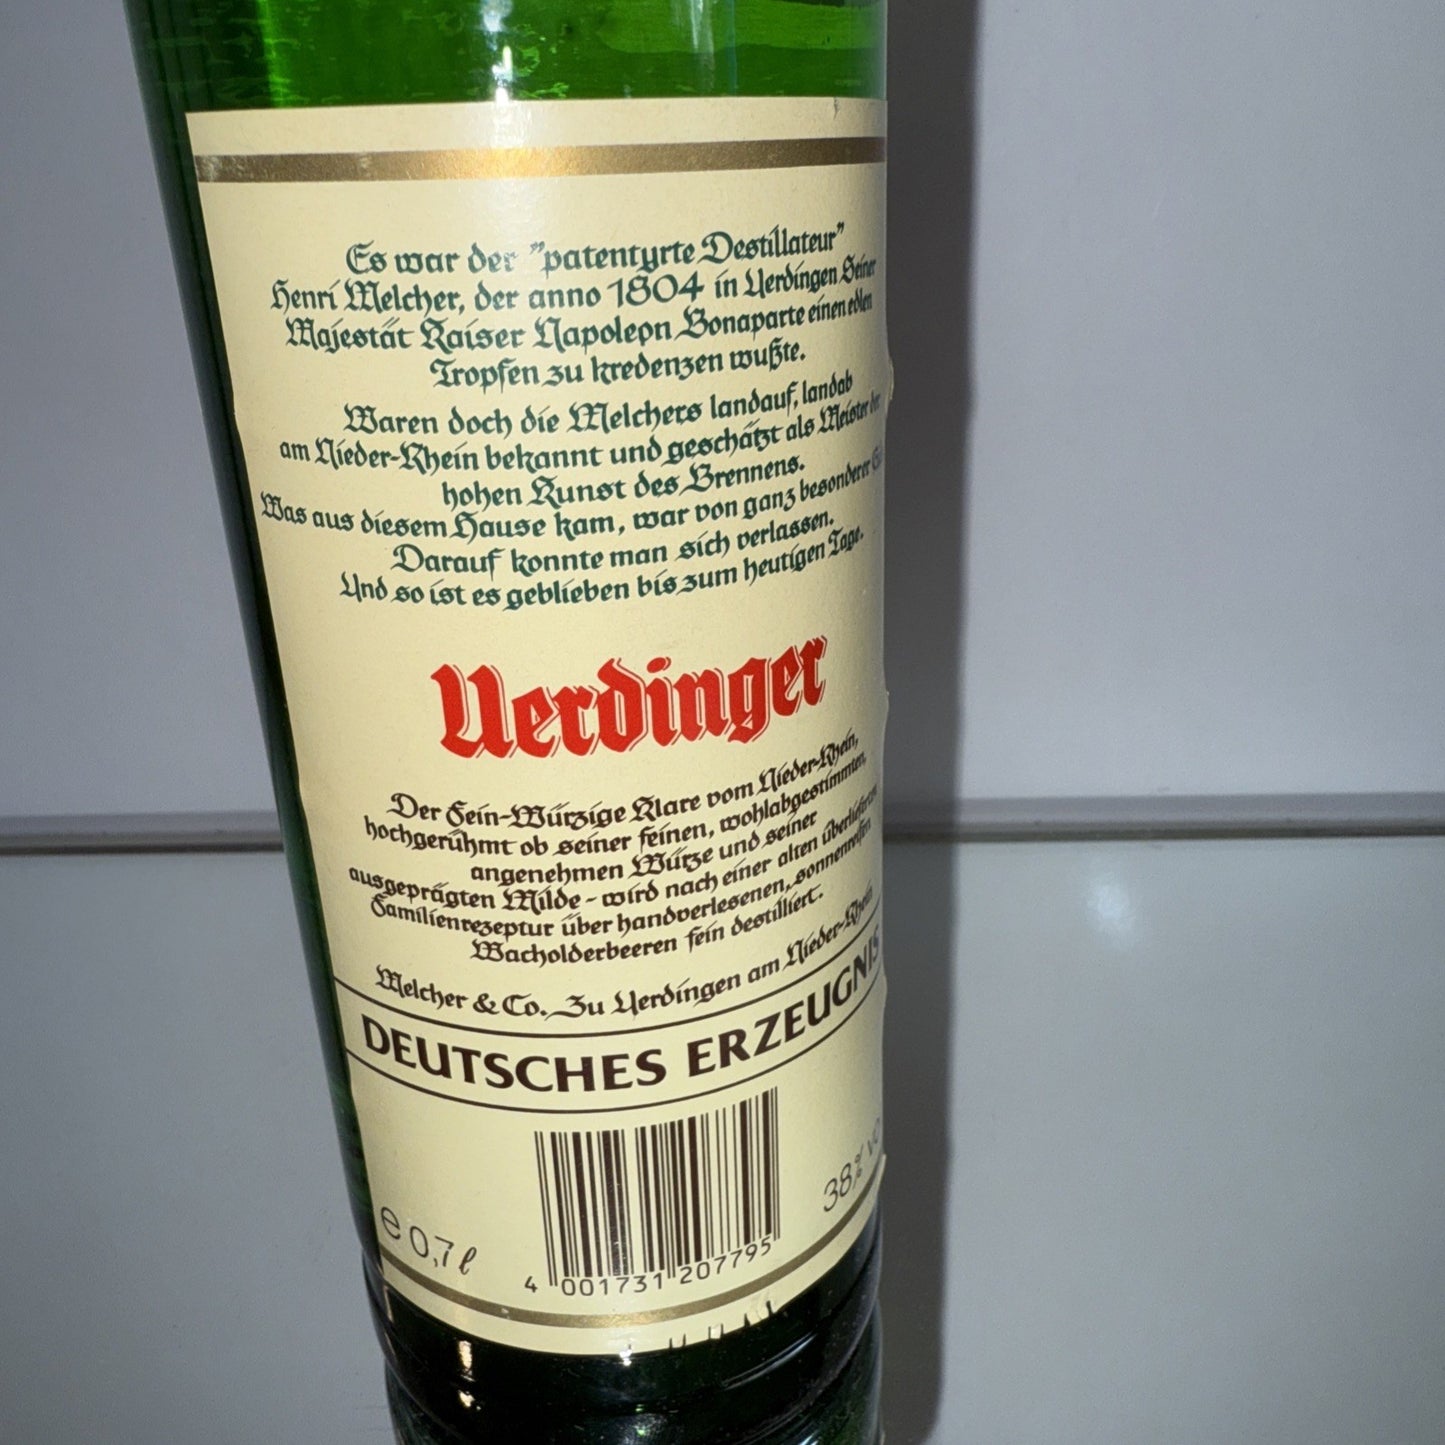 Es war der "patentyrte Destillateur"
Henri Melcher, der anno 1804 in Uerdingen Seiner
Majestät Kaiser Napoleon Bonaparte einen edlen
Tropfen zu kredenzen wußte.
Waren doch die Melchers landauf, landab
am Nieder-Rhein bekannt und geschätzt als Meister der
hohen Kunst des Brennens.
Was aus diesem Hause kam, war von ganz besonderer
Darauf konnte man sich verlassen.
Und so ist es geblieben bis zum heutigen Tage.
Uerdinger
Der Fein-Würzige Klare vom Nieder-Rhein,
hochgerühmt ob seiner feinen, wohlabgestimmten,
angenehmen Würze und seiner
ausgeprägten Milde - wird nach einer alten überlieferten
Familienrezeptur über handverlesenen, sonnenreifen
Wacholderbeeren fein destilliert.
Melcher & Co. Zu Uerdingen am Nieder-Rhein
DEUTSCHES ERZEUGNIS
e 0,7 ℓ
38%
4 001731 207795